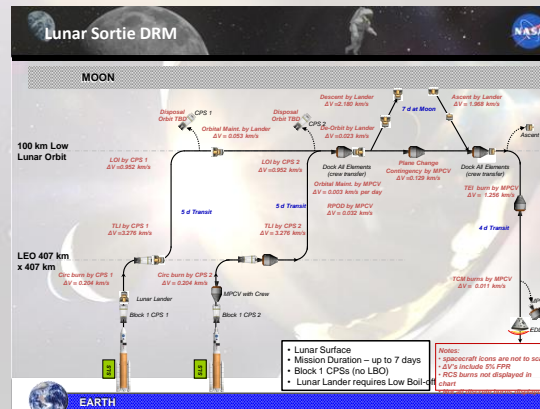 Lunar Sortie DRM
NASA
MOON
Disposal
Orbit TBD
CPS 1
Disposal
Orbit TBD
CPS 2
Descent by Lander
ΔV =2.180 km/s
Ascent by Lander
ΔV = 1.968 km/s
7 d at Moon
Orbital Maint. by Lander
ΔV = 0.053 km/s
De-Orbit by Lander
ΔV =0.023 km/s
Ascent
100 km Low
Lunar Orbit
LOI by CPS 1
ΔV =0.952 km/s
LOI by CPS 2
ΔV =0.952 km/s
Dock All Elements
(crew transfer)
Plane Change
Contingency by MPCV
ΔV =0.129 km/s
Dock All Elements
(crew transfer)
Orbital Maint. by MPCV
ΔV = 0.003 km/s per day
TEI burn by MPCV
ΔV = 1.256 km/s
5 d Transit
5 d Transit
RPOD by MPCV
ΔV = 0.032 km/s
TLI by CPS 1
ΔV =3.276 km/s
TLI by CPS 2
ΔV = 3.276 km/s
4 d Transit
LEO 407 km
x 407 km
Circ burn by CPS 1
ΔV = 0.204 km/s
Circ burn by CPS 2
ΔV = 0.204 km/s
TCM burns by MPCV
ΔV = 0.011 km/s
Lunar Lander
MPCV with Crew
Block 1 CPS 1
Block 1 CPS 2
EDL
SLS
SLS
• Lunar Surface
• Mission Duration – up to 7 days
• Block 1 CPSs (no LBO)
• Lunar Lander requires Low Boil-off
Notes:
• spacecraft icons are not to
• ΔV's include 5% FPR
• RCS burns not displayed in
chart
EARTH